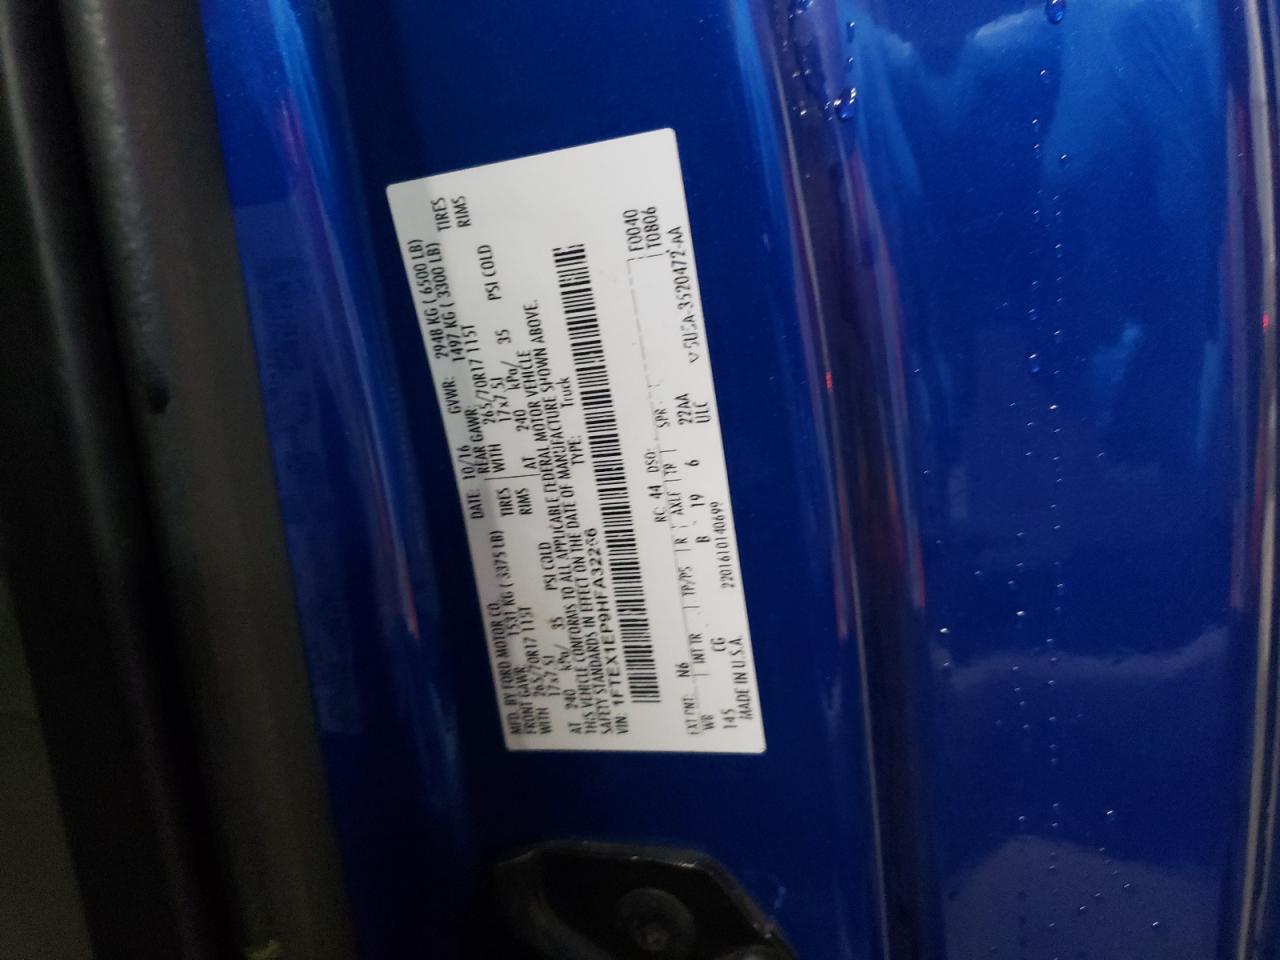 MFD. BY FORD MOTOR CO.
DATE: 10/16 GVWR: 2948 KG ( 6500 LB)
FRONT GAWR: 1531 KG ( 3375 LB) REAR GAWR: 1497 KG ( 3300 LB)
WITH 265/70R17 115T TIRES WITH 265/70R17 115T TIRES
17x7.5J RIMS 17x7.5J RIMS
AT 240 kPa/ 35 PSI COLD AT 240 kPa/ 35 PSI COLD
THIS VEHICLE CONFORMS TO ALL APPLICABLE FEDERAL MOTOR VEHICLE
SAFETY STANDARDS IN EFFECT ON THE DATE OF MANUFACTURE SHOWN ABOVE.
VIN: 1FTEX1EP9HFA32256 TYPE: Truck
F0040
T0806
EXT PNT: N6 RC: 44 DSO:
WB INT TR TP/PS R AXLE TR SPR
145 CG B 19 6 22AA
ULC
MADE IN U.S.A. 2201610140699 5U5A-3520472-AA